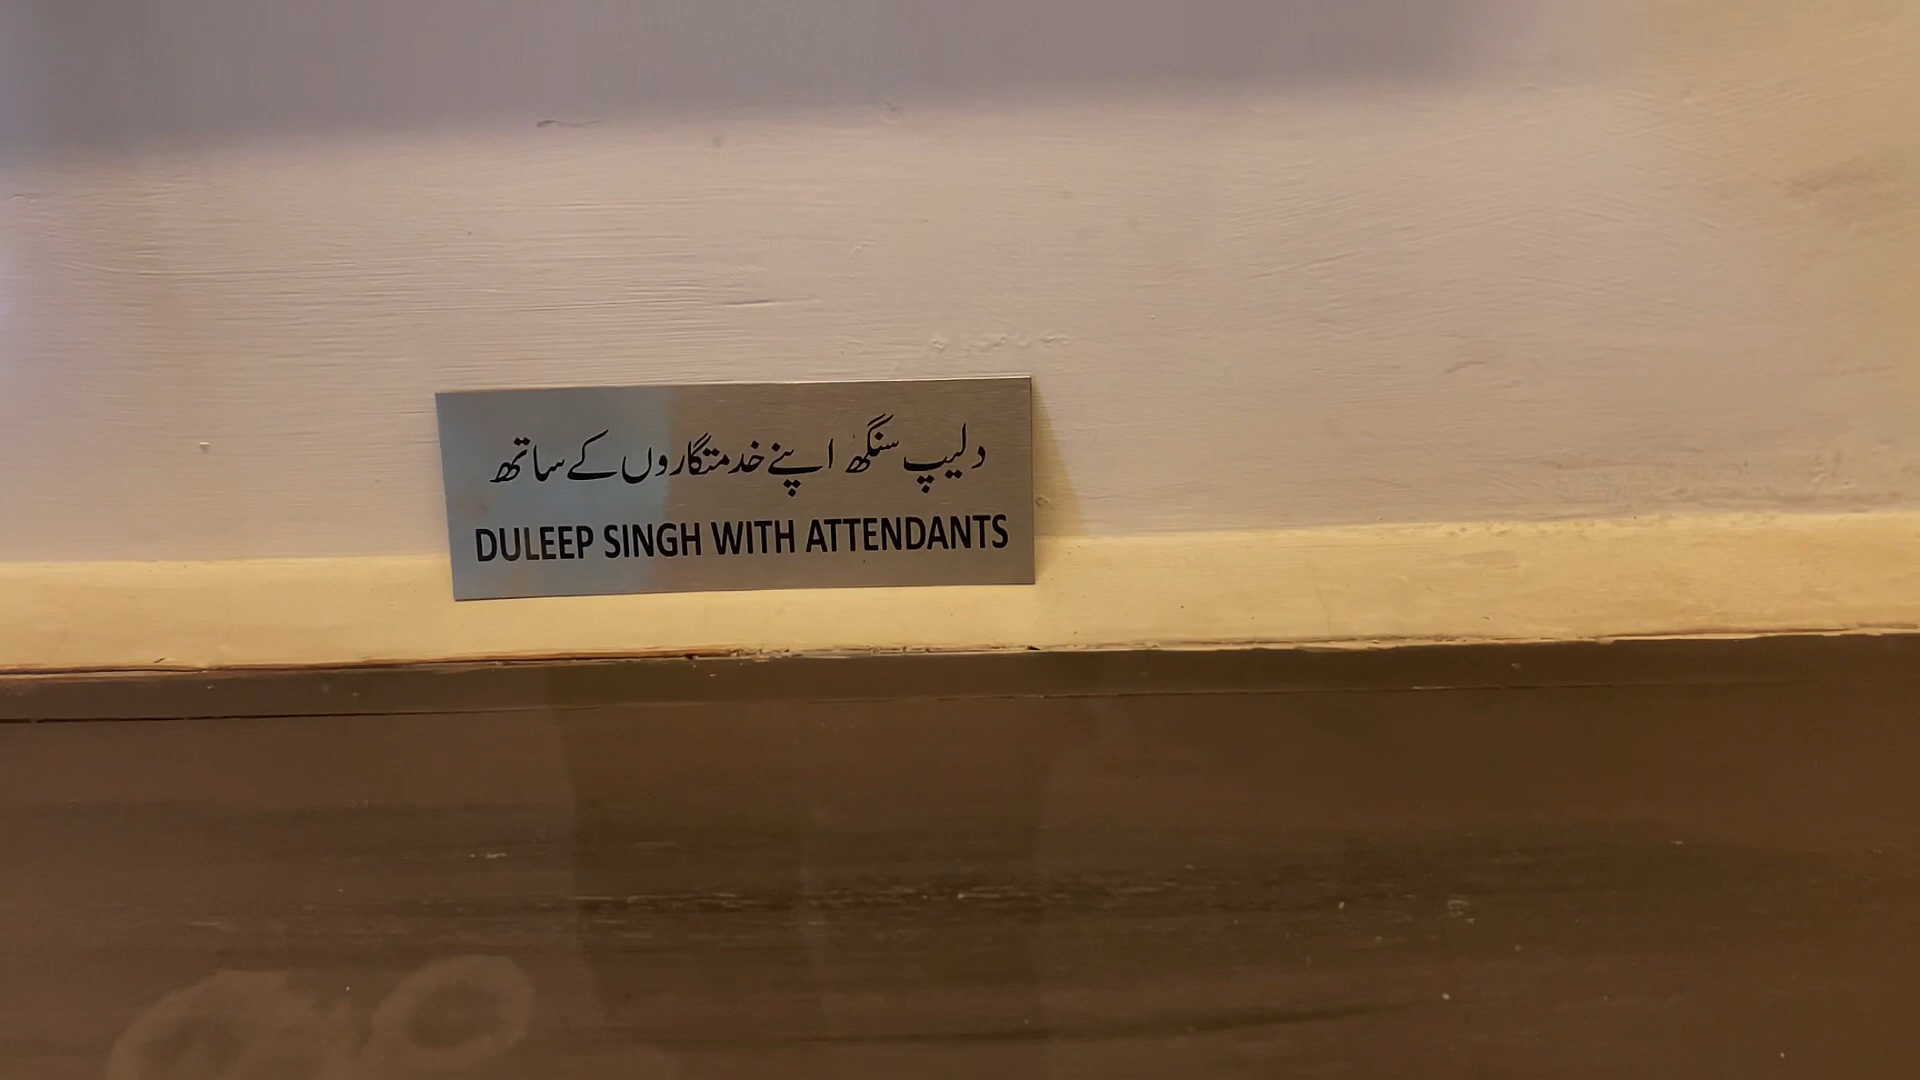 دلیپ سنگھ اپنے خدمتگاروں کے ساتھ
DULEEP SINGH WITH ATTENDANTS